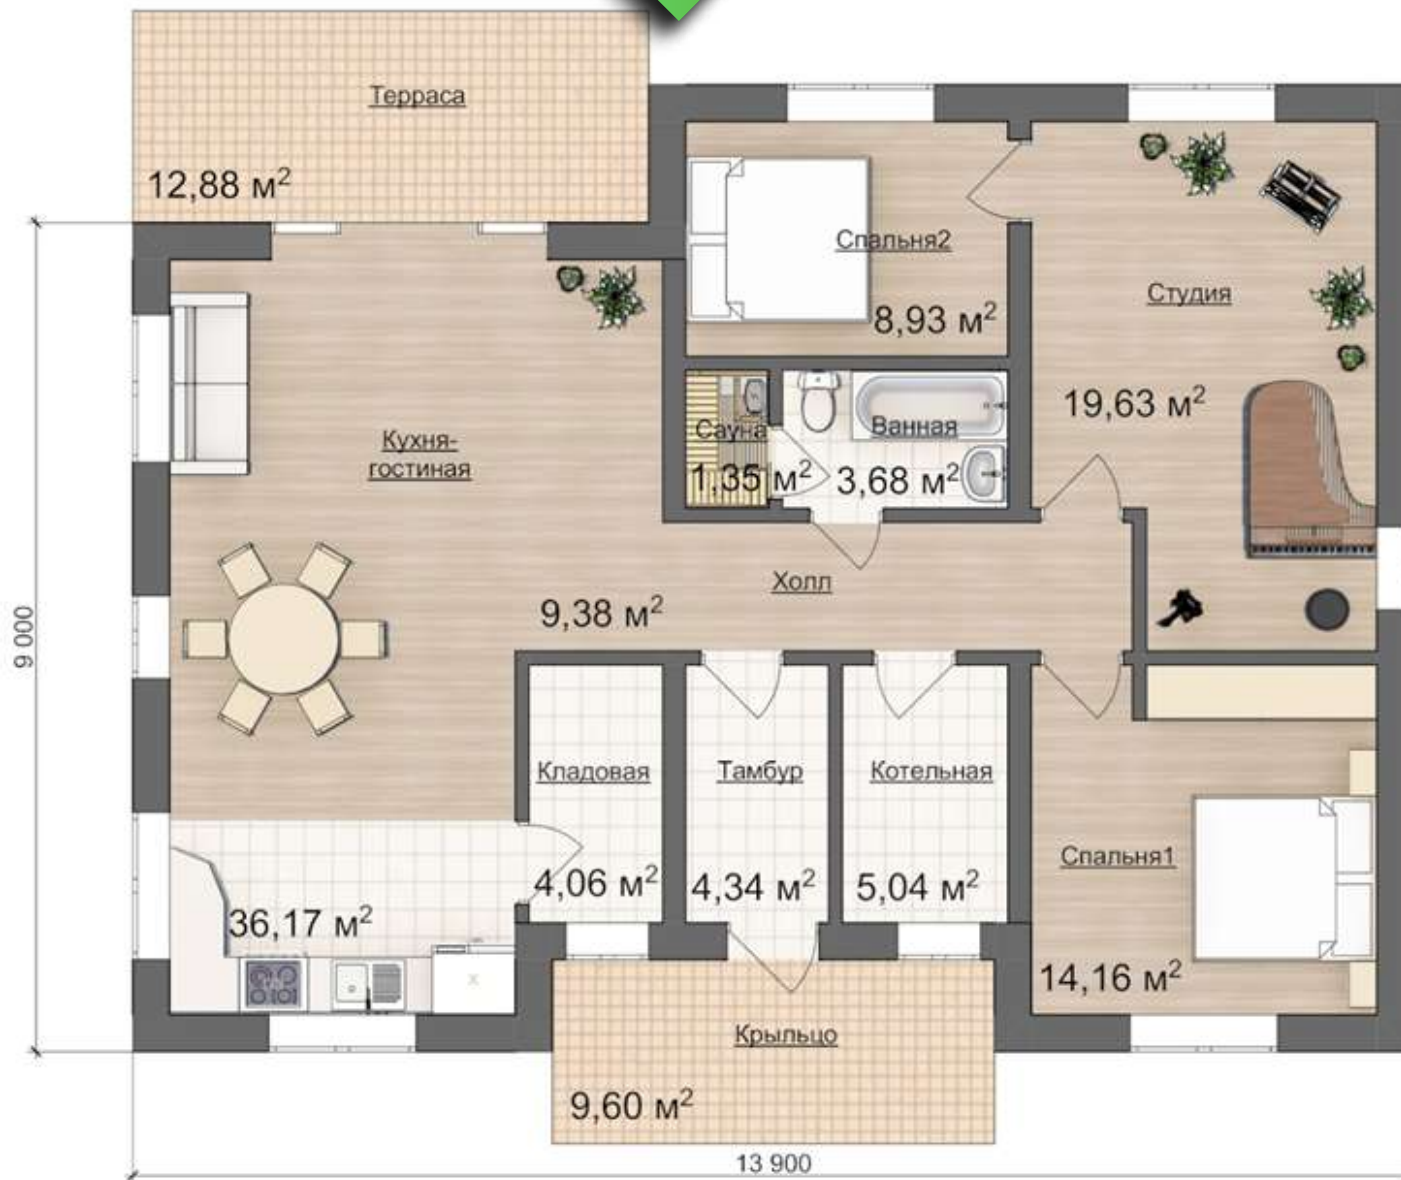 Терраса
12,88 м²
Спальня2
8,93 м²
Студия
19,63 м²
Кухня-
гостиная
Сауна
1,35 м²
Ванная
3,68 м²
Холл
9,38 м²
9 000
Кладовая
4,06 м²
Тамбур
4,34 м²
Котельная
5,04 м²
Спальня1
14,16 м²
36,17 м²
Крыльцо
9,60 м²
13 900